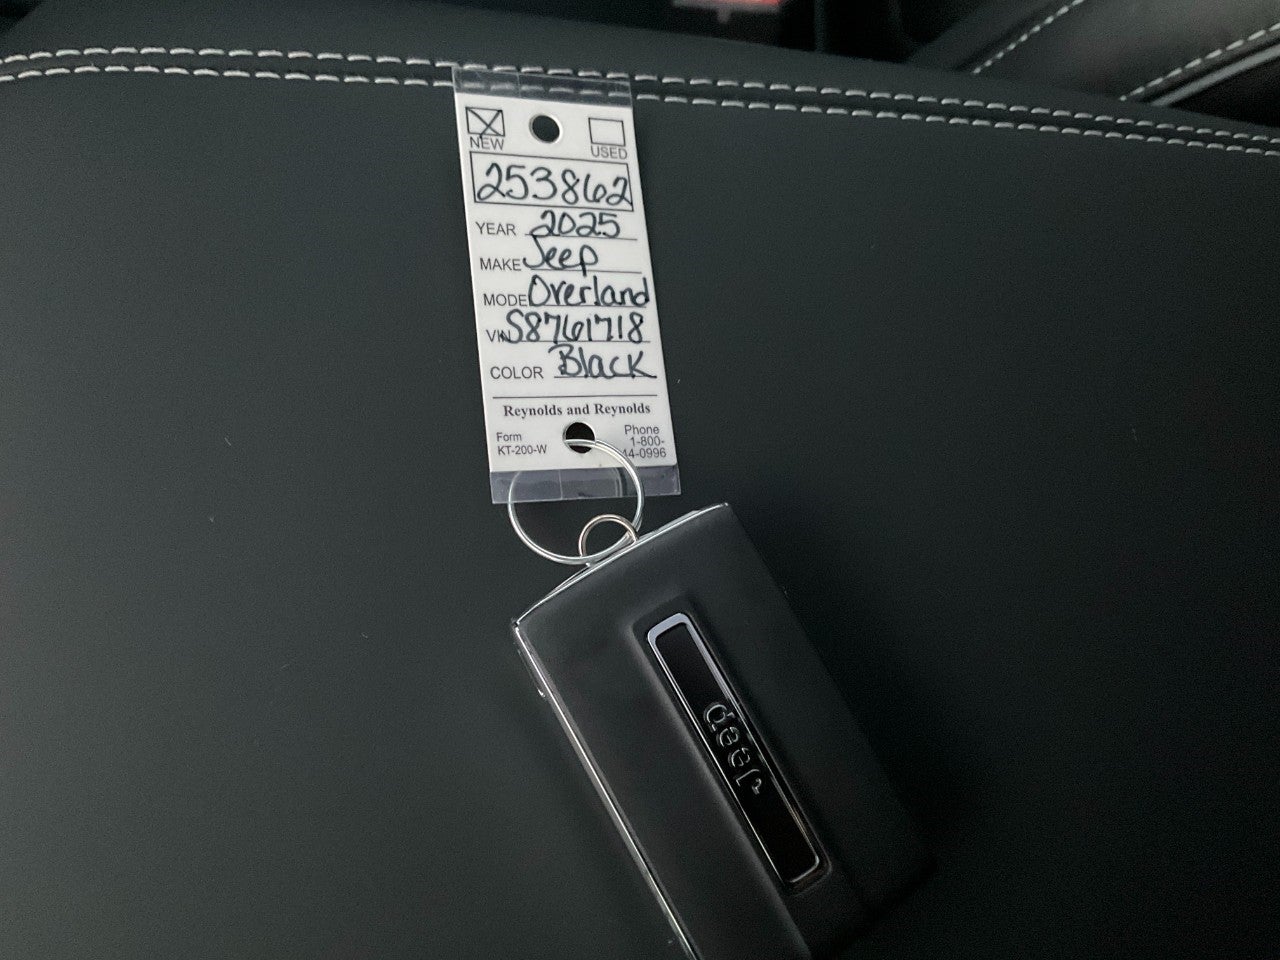 NEW
USED
253862
YEAR 2025
MAKE Jeep
MODE Overland
VIN S8761718
COLOR Black
Reynolds and Reynolds
Form
KT-200-W
Phone
1-800-
44-0996
Jeep